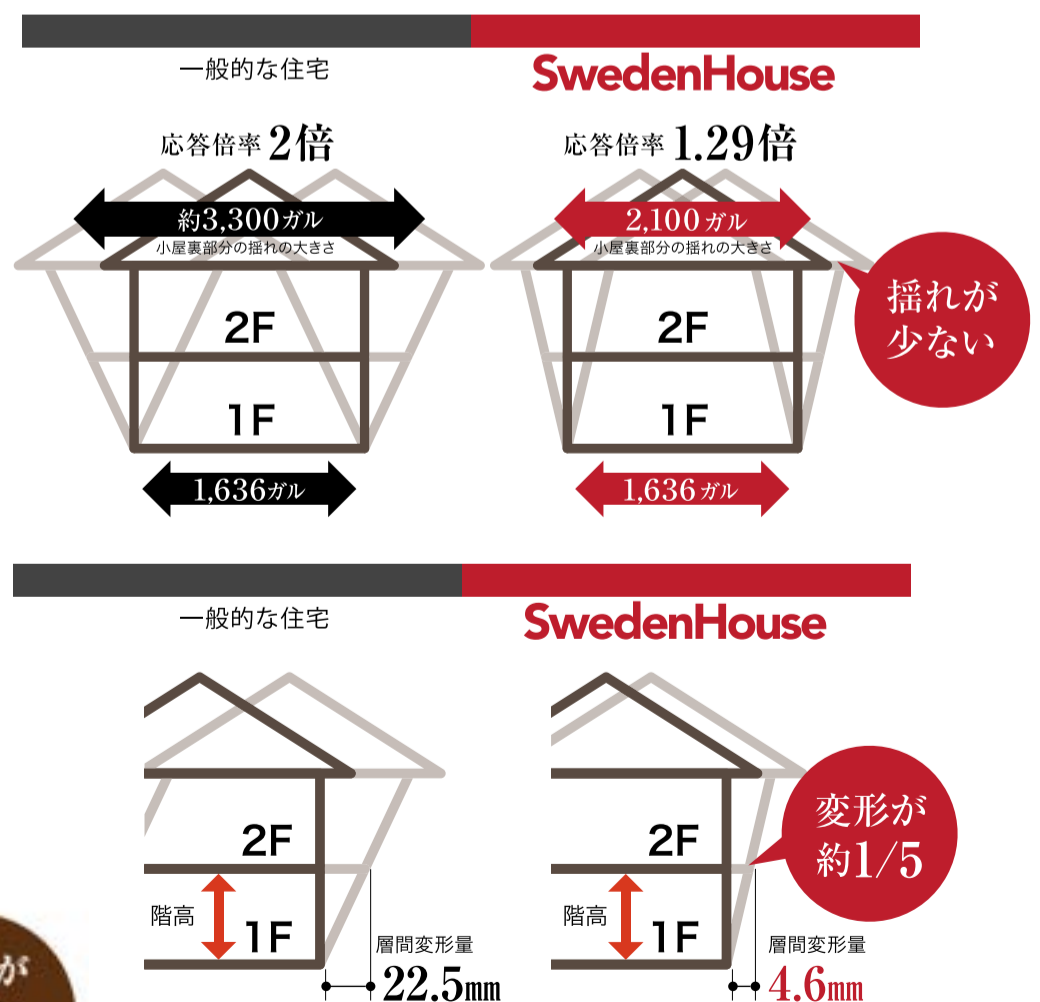 一般的な住宅
SwedenHouse
応答倍率 2倍
応答倍率 1.29倍
約3,300ガル
小屋裏部分の揺れの大きさ
2,100ガル
小屋裏部分の揺れの大きさ
揺れが
少ない
2F
1F
2F
1F
1,636ガル
1,636ガル
一般的な住宅
SwedenHouse
2F
階高
1F
層間変形量
22.5mm
2F
階高
1F
層間変形量
4.6mm
変形が
約1/5
が